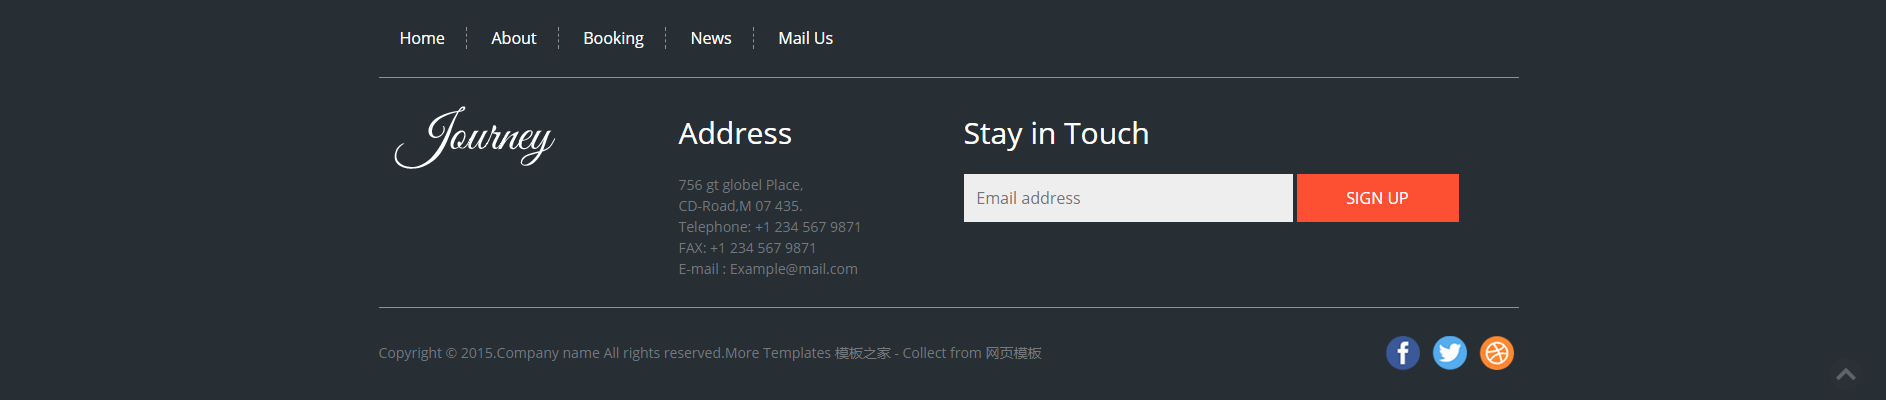 Home About Booking News Mail Us
Journey
Address
756 gt globel Place,
CD-Road,M 07 435.
Telephone: +1 234 567 9871
FAX: +1 234 567 9871
E-mail : Example@mail.com
Stay in Touch
Email address SIGN UP
Copyright © 2015.Company name All rights reserved.More Templates 模板之家 - Collect from 网页模板